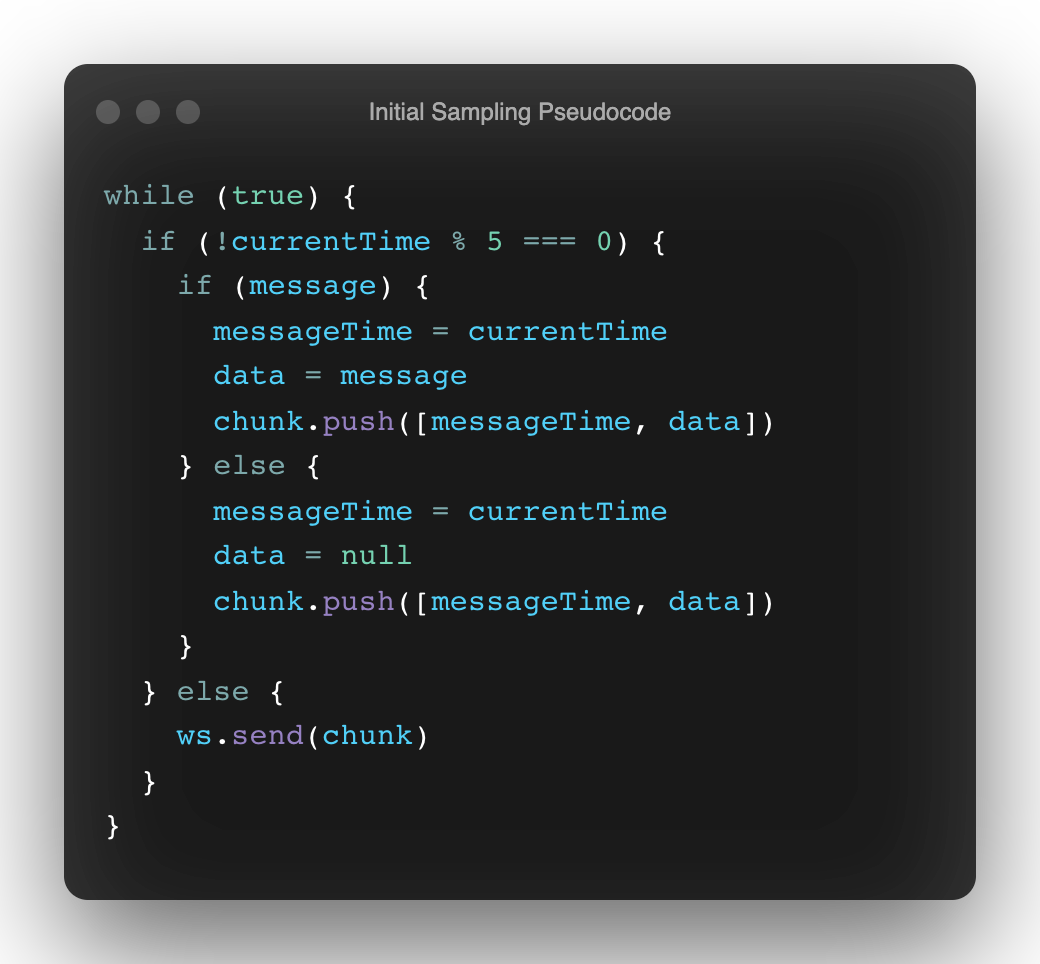 Initial Sampling Pseudocode
while (true) {
  if (!currentTime % 5 === 0) {
    if (message) {
      messageTime = currentTime
      data = message
      chunk.push([messageTime, data])
    } else {
      messageTime = currentTime
      data = null
      chunk.push([messageTime, data])
    }
  } else {
    ws.send(chunk)
  }
}